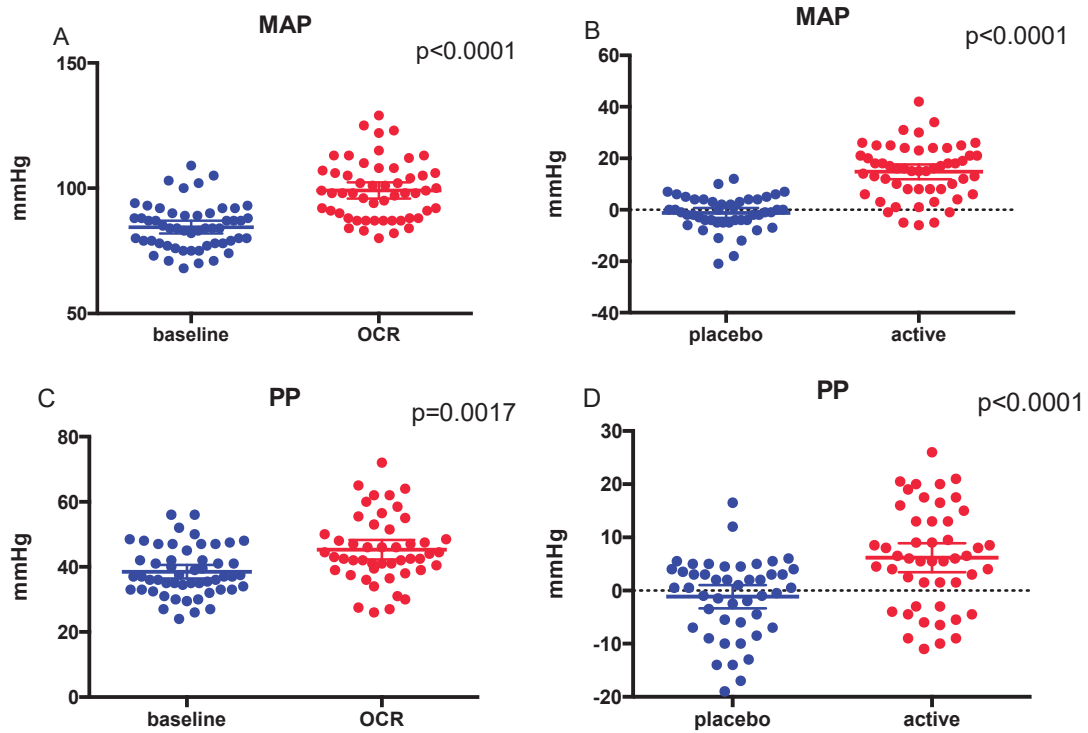 A
MAP
p<0.0001
150
100
50
mmHg
baseline
OCR
B
MAP
p<0.0001
60
40
20
0
-20
-40
mmHg
placebo
active
C
PP
p=0.0017
80
60
40
20
0
mmHg
baseline
OCR
D
PP
p<0.0001
30
20
10
0
-10
-20
mmHg
placebo
active